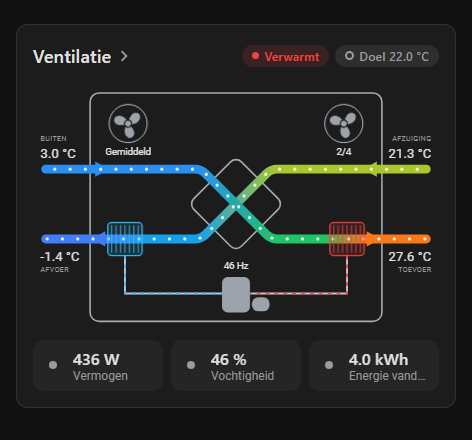 Ventilatie
Verwarmt
Doel 22.0 °C
Gemiddeld
2/4
BUITEN
3.0 °C
AFZUIGING
21.3 °C
-1.4 °C
AFVOER
27.6 °C
TOEVOER
46 Hz
436 W
Vermogen
46 %
Vochtigheid
4.0 kWh
Energie vand...